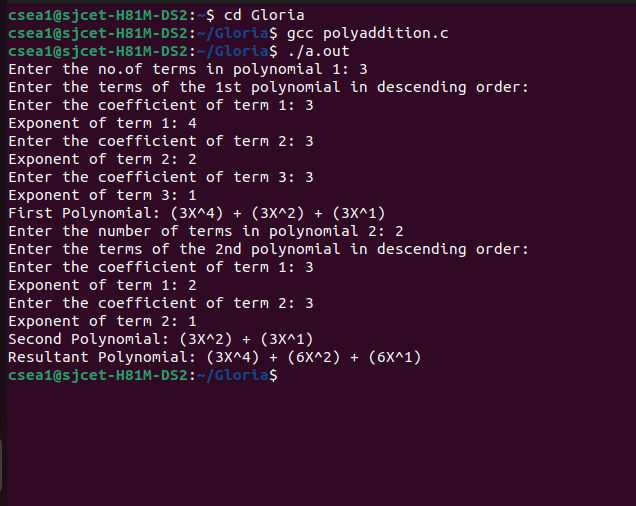 csea1@sjcet-H81M-DS2:~$ cd Gloria
csea1@sjcet-H81M-DS2:~/Gloria$ gcc polyaddition.c
csea1@sjcet-H81M-DS2:~/Gloria$ ./a.out
Enter the no.of terms in polynomial 1: 3
Enter the terms of the 1st polynomial in descending order:
Enter the coefficient of term 1: 3
Exponent of term 1: 4
Enter the coefficient of term 2: 3
Exponent of term 2: 2
Enter the coefficient of term 3: 3
Exponent of term 3: 1
First Polynomial: (3X^4) + (3X^2) + (3X^1)
Enter the number of terms in polynomial 2: 2
Enter the terms of the 2nd polynomial in descending order:
Enter the coefficient of term 1: 3
Exponent of term 1: 2
Enter the coefficient of term 2: 3
Exponent of term 2: 1
Second Polynomial: (3X^2) + (3X^1)
Resultant Polynomial: (3X^4) + (6X^2) + (6X^1)
csea1@sjcet-H81M-DS2:~/Gloria$